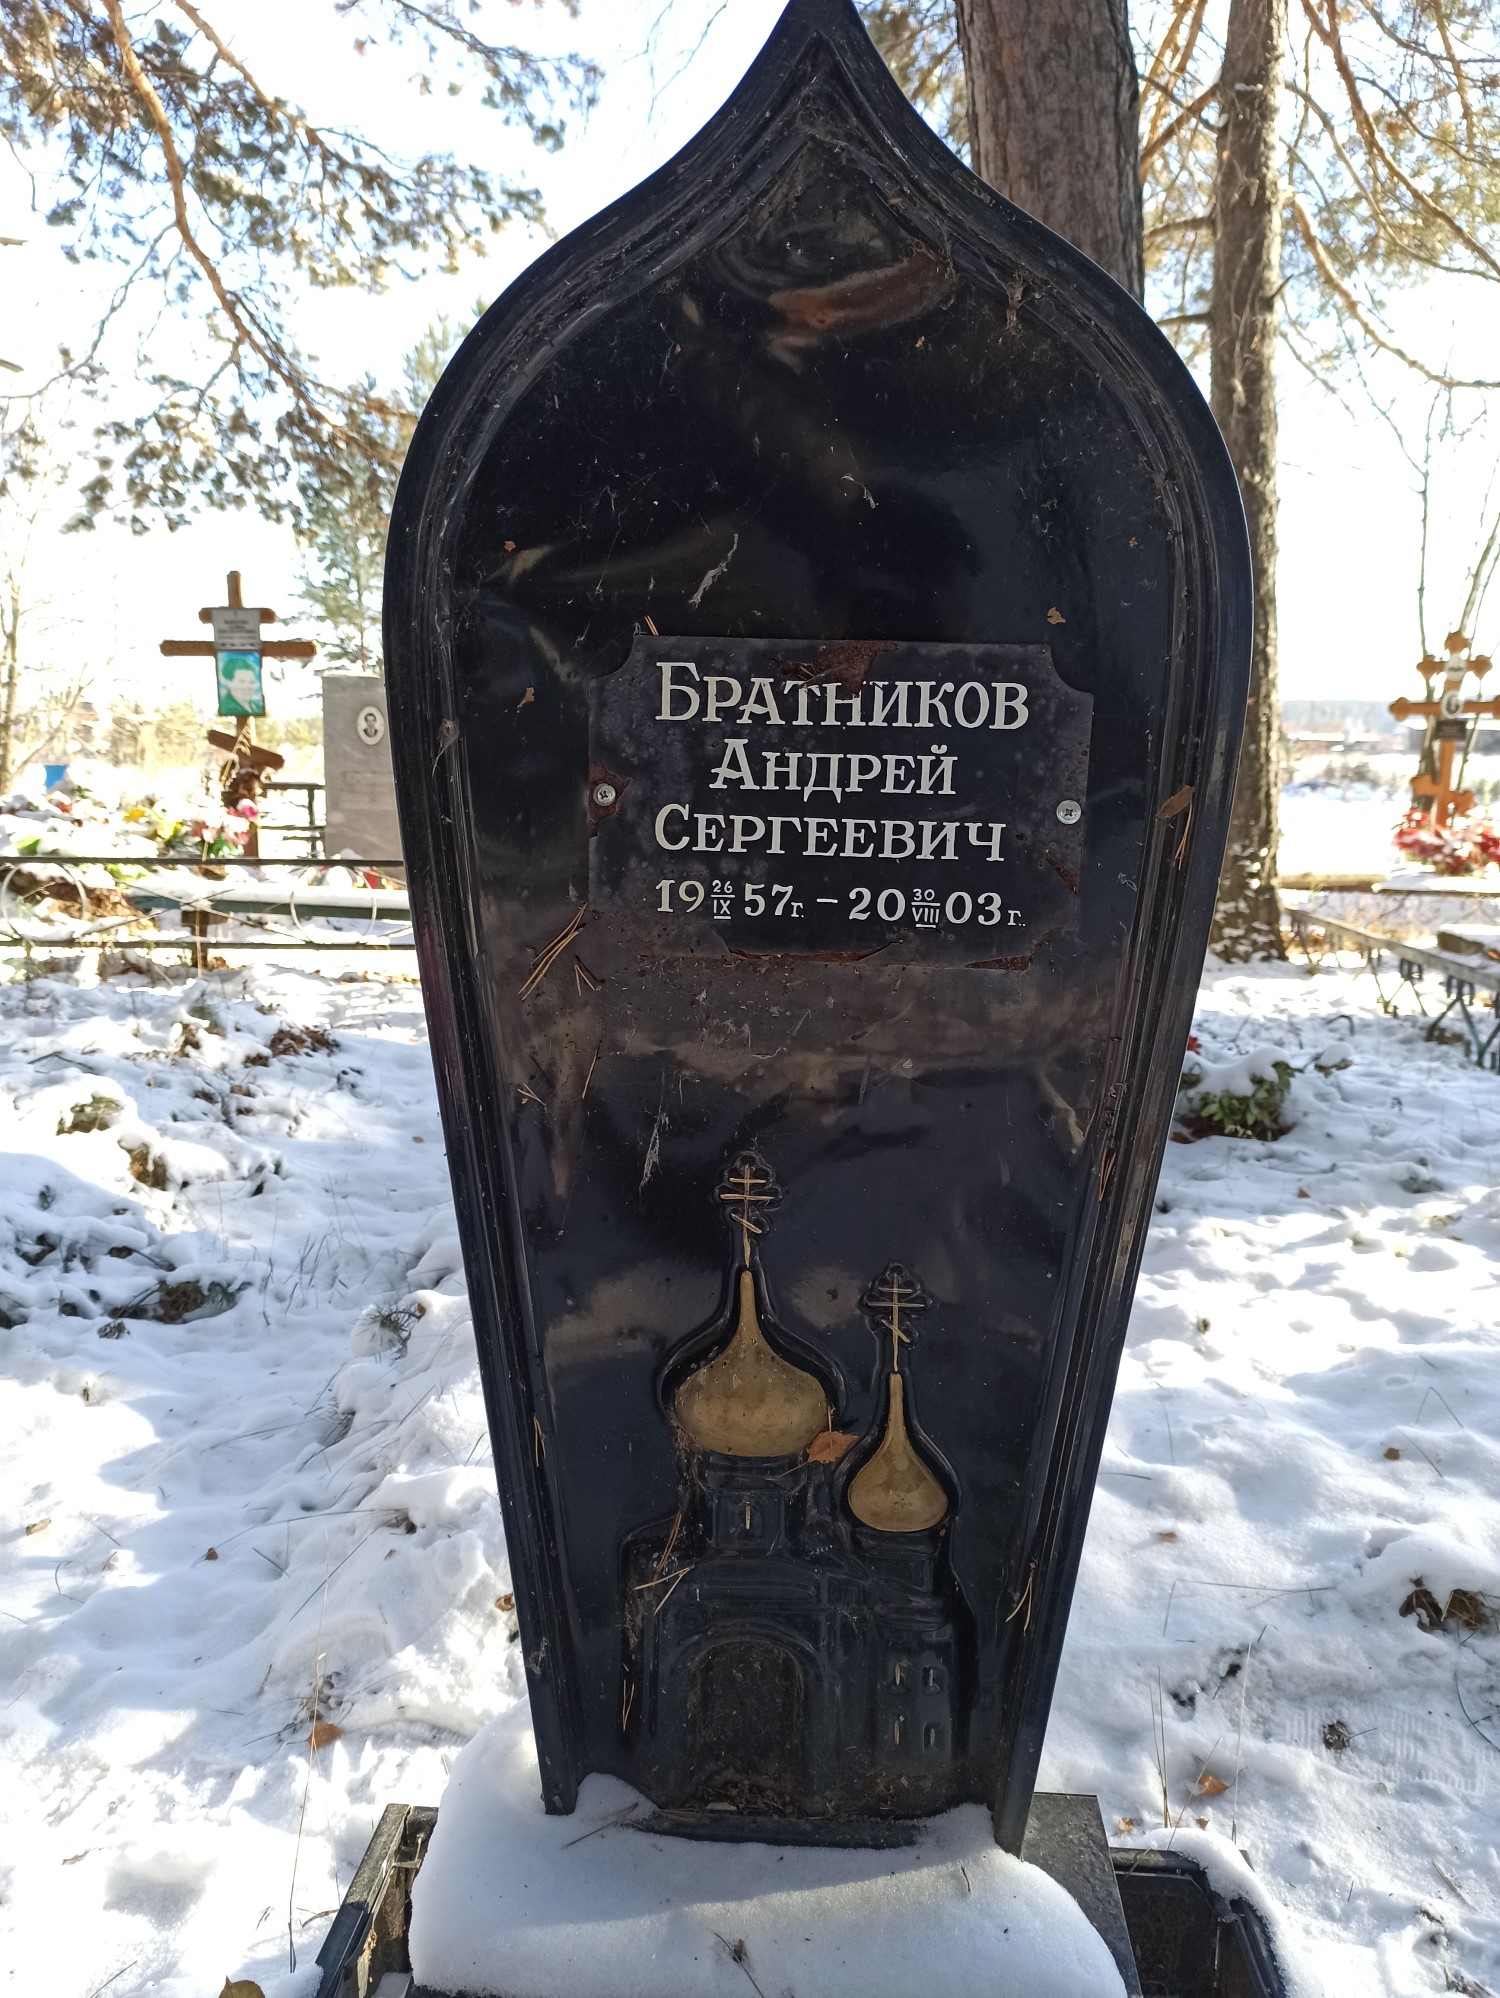 Братников
Андрей
Сергеевич
19 26/IX 57г. – 20 30/VIII 03г.